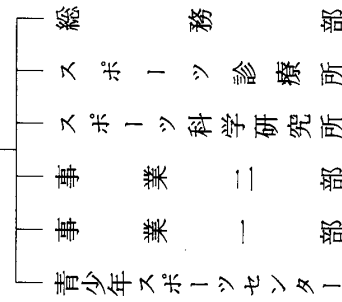 総務部
スポーツ診療所
スポーツ科学研究所
事業二部
事業一部
青少年スポーツセンター